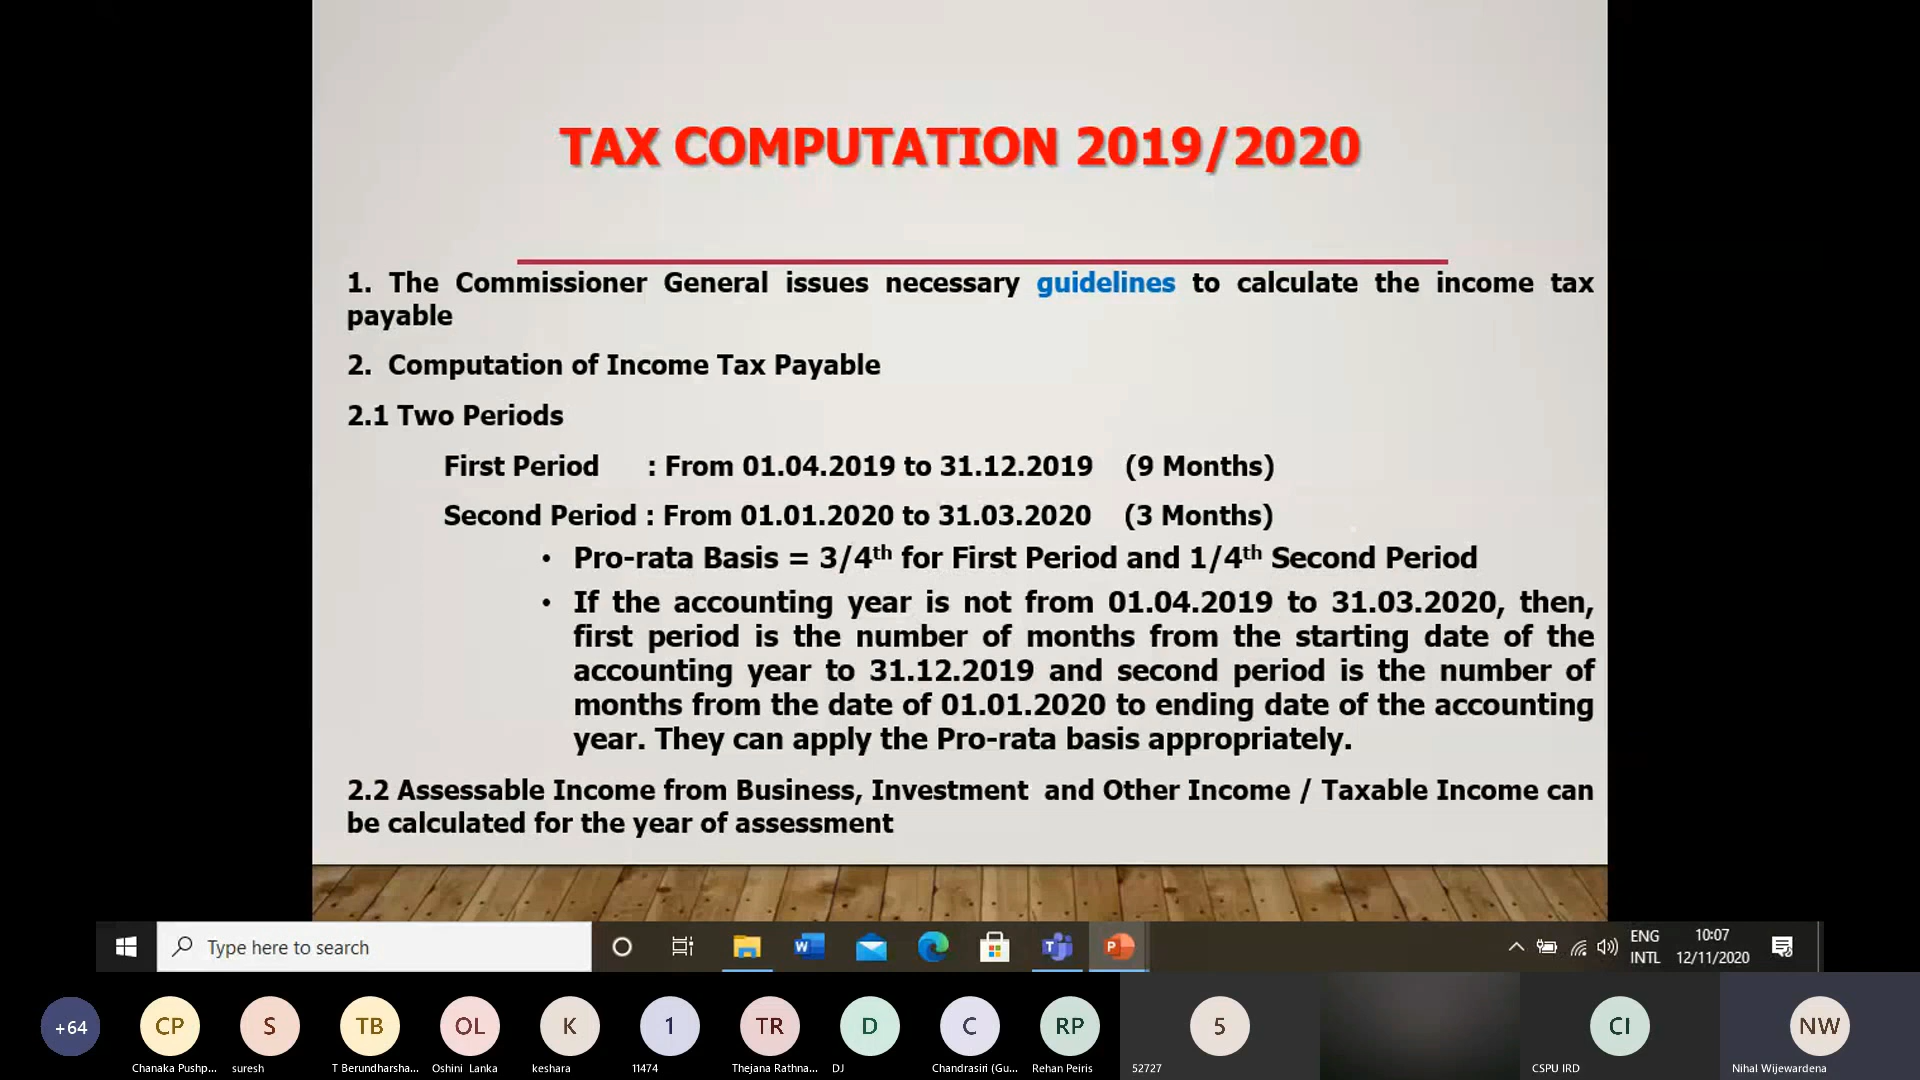 TAX COMPUTATION 2019/2020
1. The Commissioner General issues necessary guidelines to calculate the income tax
payable
2. Computation of Income Tax Payable
2.1 Two Periods
First Period : From 01.04.2019 to 31.12.2019 (9 Months)
Second Period : From 01.01.2020 to 31.03.2020 (3 Months)
• Pro-rata Basis = 3/4th for First Period and 1/4th Second Period
• If the accounting year is not from 01.04.2019 to 31.03.2020, then,
first period is the number of months from the starting date of the
accounting year to 31.12.2019 and second period is the number of
months from the date of 01.01.2020 to ending date of the accounting
year. They can apply the Pro-rata basis appropriately.
2.2 Assessable Income from Business, Investment and Other Income / Taxable Income can
be calculated for the year of assessment
Type here to search
W
P
ENG
INTL
10:07
12/11/2020
+64
CP
S
TB
OL
K
1
TR
D
C
RP
5
CI
NW
Chanaka Pushp...
suresh
T Berundharsha...
Oshini Lanka
keshara
11474
Thejana Rathna...
DJ
Chandrasiri (Gu...
Rehan Peiris
52727
CSPU IRD
Nihal Wijewardena